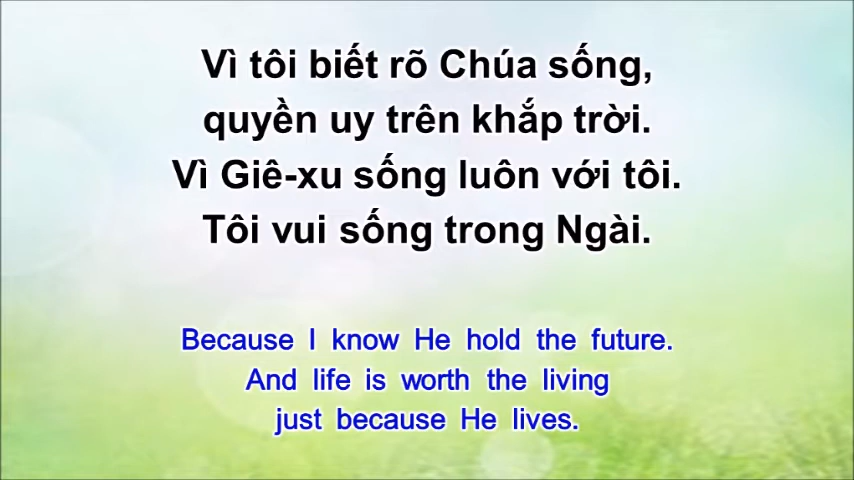 Vì tôi biết rõ Chúa sống,
quyền uy trên khắp trời.
Vì Giê-xu sống luôn với tôi.
Tôi vui sống trong Ngài.
Because I know He hold the future.
And life is worth the living
just because He lives.